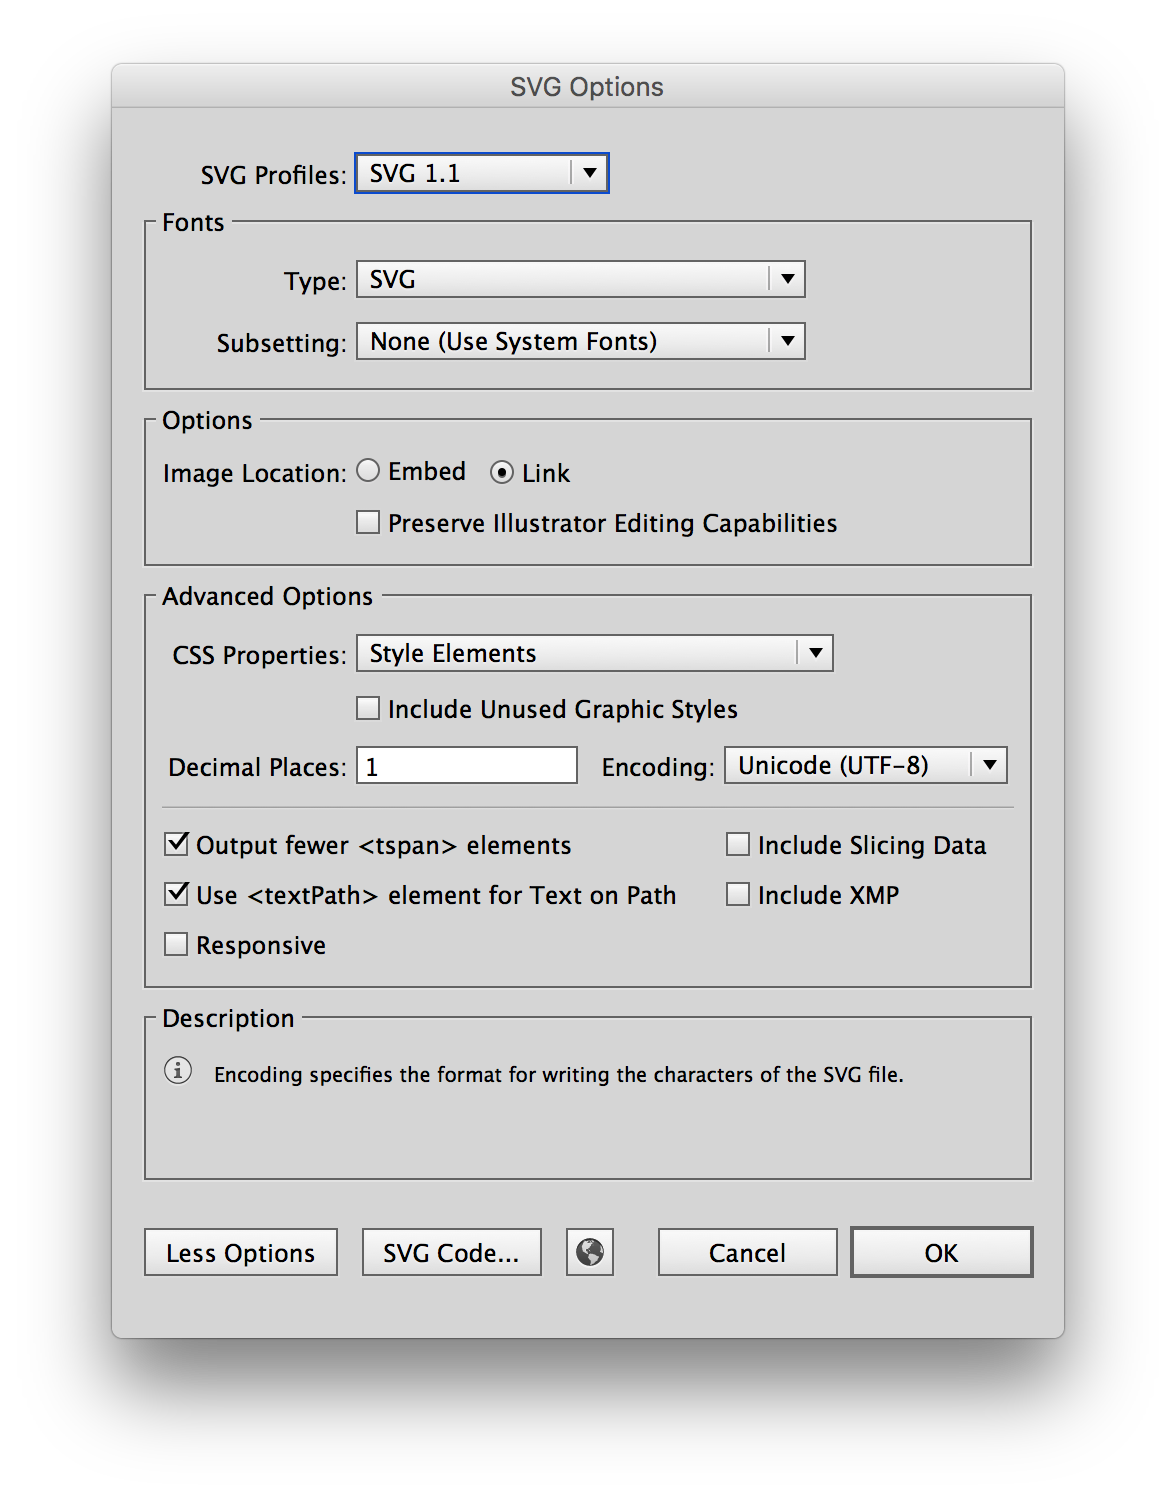 SVG Options
SVG Profiles: SVG 1.1
Fonts
Type: SVG
Subsetting: None (Use System Fonts)
Options
Image Location: Embed Link
Preserve Illustrator Editing Capabilities
Advanced Options
CSS Properties: Style Elements
Include Unused Graphic Styles
Decimal Places: 1 Encoding: Unicode (UTF-8)
Output fewer <tspan> elements Include Slicing Data
Use <textPath> element for Text on Path Include XMP
Responsive
Description
Encoding specifies the format for writing the characters of the SVG file.
Less Options SVG Code... Cancel OK